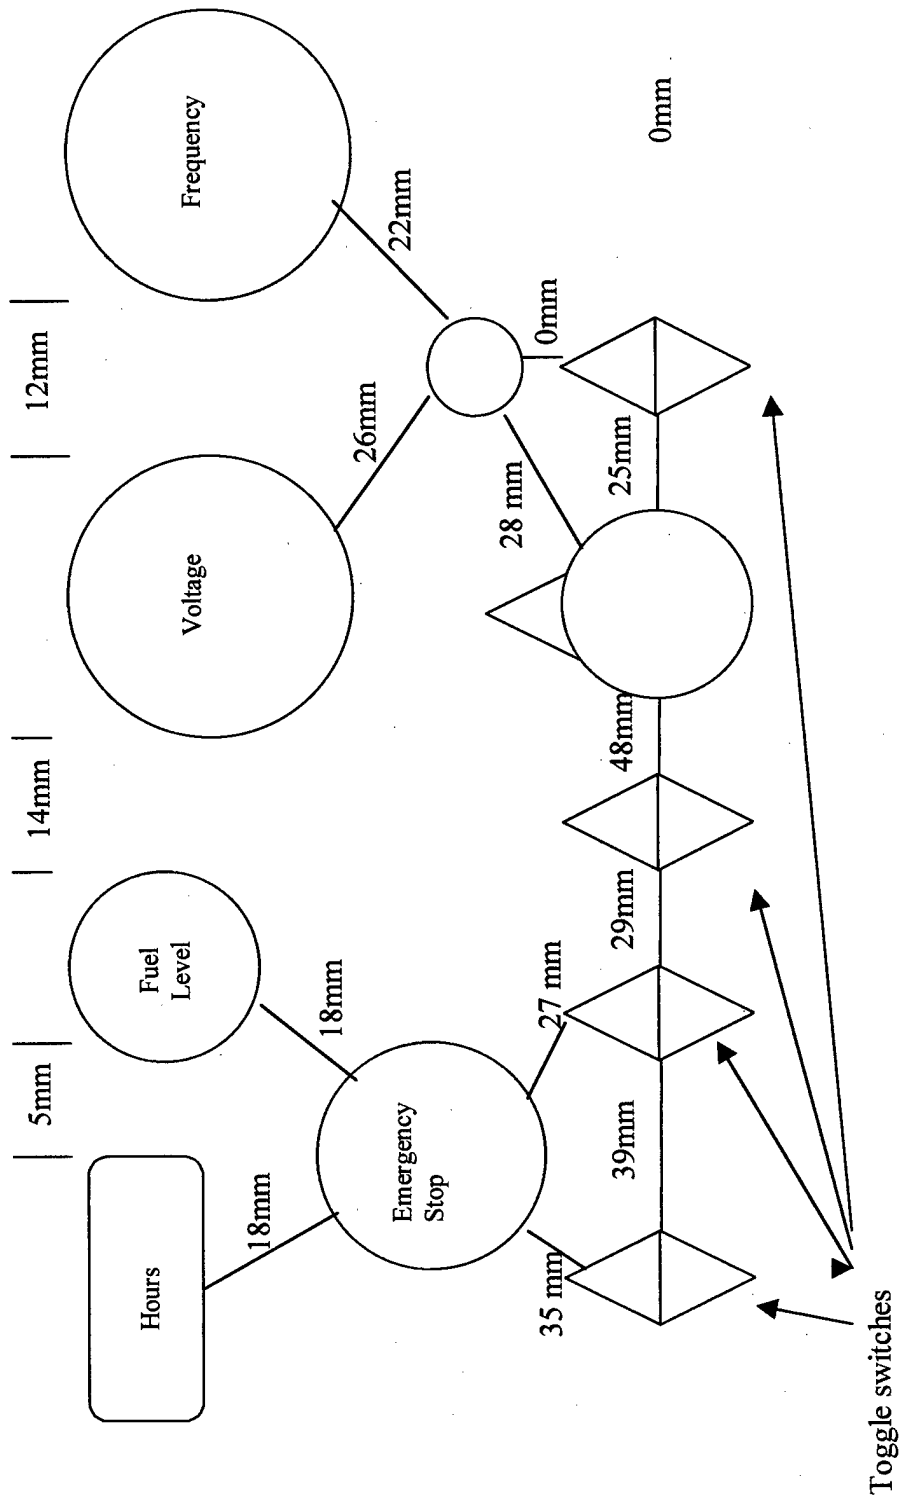 5mm
14mm
12mm
Hours
Fuel
Level
Voltage
Frequency
18mm
18mm
26mm
22mm
Emergency
Stop
35 mm
27 mm
28 mm
0mm
39mm
29mm
48mm
25mm
0mm
Toggle switches